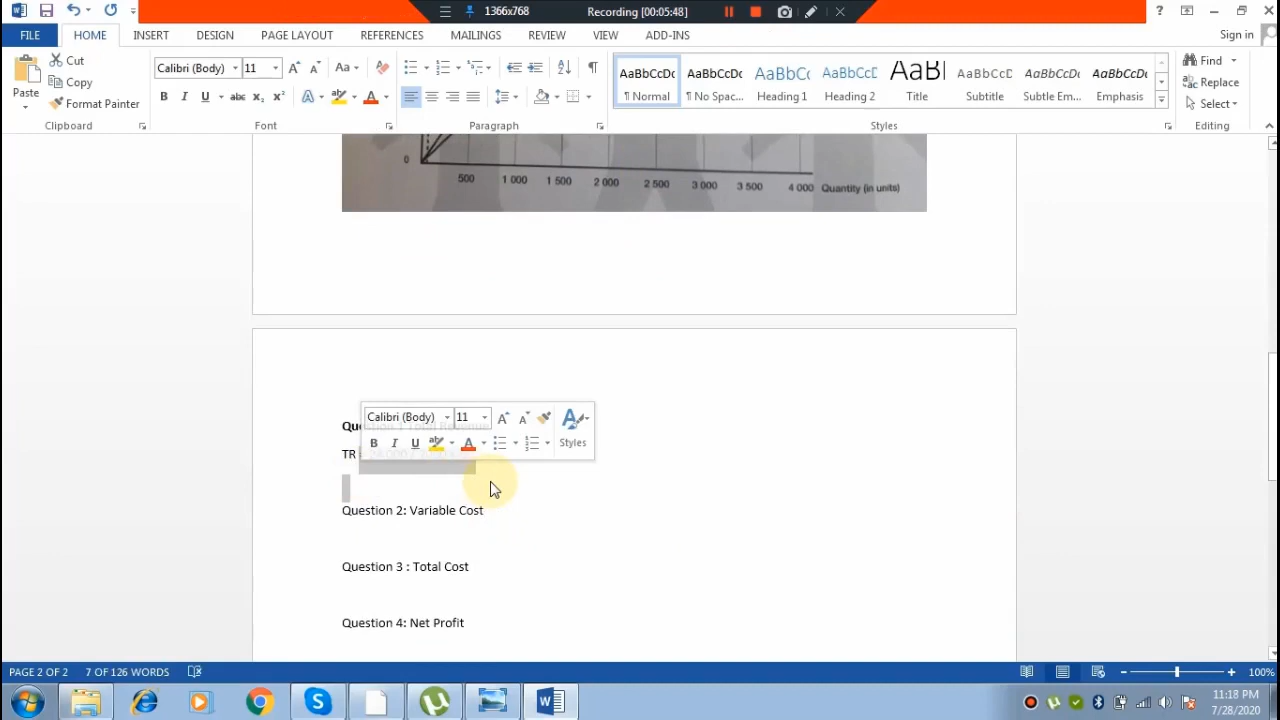 1366x768
Recording [00:05:48]
FILE
HOME
INSERT
DESIGN
PAGE LAYOUT
REFERENCES
MAILINGS
REVIEW
VIEW
ADD-INS
Sign in
Paste
Cut
Copy
Format Painter
Clipboard
Calibri (Body)
11
Font
Paragraph
AaBbCcDc
¶ Normal
AaBbCcDc
¶ No Spac...
AaBbCc
Heading 1
AaBbCcD
Heading 2
AaBl
Title
AaBbCcD
Subtitle
AaBbCcDc
Subtle Em...
AaBbCcDc
Emphasis
Styles
Find
Replace
Select
Editing
0
500
1 000
1 500
2 000
2 500
3 000
3 500
4 000
Quantity (in units)
Calibri (Body)
11
Styles
Question 1 Total Revenue
TR
Question 2: Variable Cost
Question 3 : Total Cost
Question 4: Net Profit
PAGE 2 OF 2
7 OF 126 WORDS
100%
11:18 PM
7/28/2020